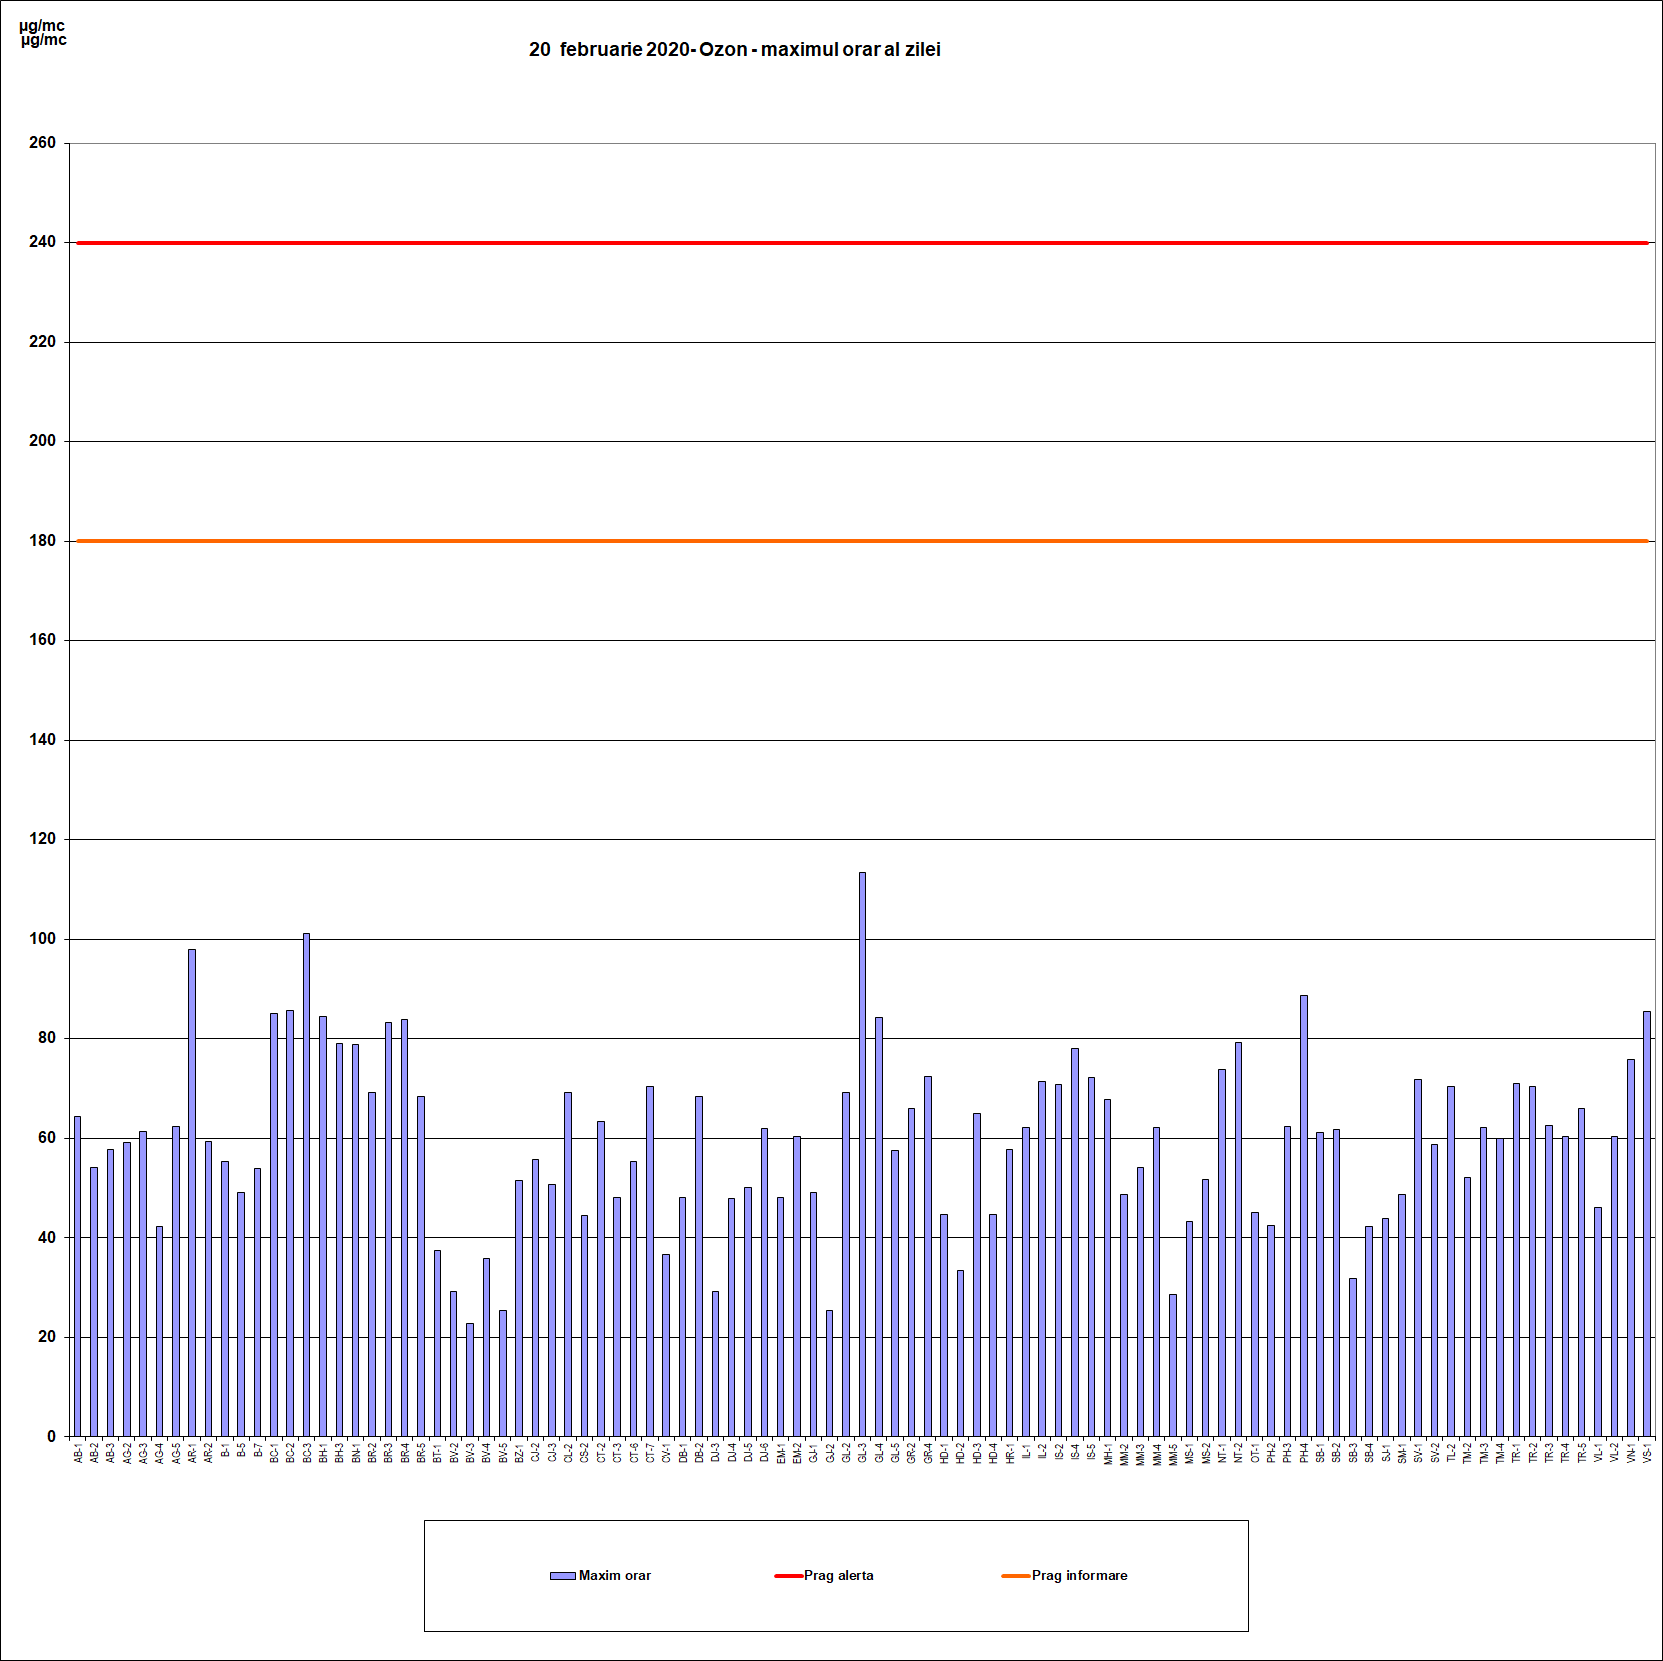 µg/mc
µg/mc
20 februarie 2020- Ozon - maximul orar al zilei
260
240
220
200
180
160
140
120
100
80
60
40
20
0
AB-1 AB-2 AB-3 AG-2 AG-3 AG-4 AG-5 AR-1 AR-2 B-1 B-5 B-7 BC-1 BC-2 BC-3 BH-1 BH-3 BN-1 BR-2 BR-3 BR-4 BR-5 BT-1 BV-2 BV-3 BV-4 BV-5 BZ-1 CJ-2 CJ-3 CL-2 CS-2 CT-2 CT-3 CT-6 CT-7 CV-1 DB-1 DB-2 DJ-3 DJ-4 DJ-5 DJ-6 EM-1 EM-2 GJ-1 GJ-2 GL-2 GL-3 GL-4 GL-5 GR-2 GR-4 HD-1 HD-2 HD-3 HD-4 HR-1 IL-1 IL-2 IS-2 IS-4 IS-5 MH-1 MM-2 MM-3 MM-4 MM-5 MS-1 MS-2 NT-1 NT-2 OT-1 PH-2 PH-3 PH-4 SB-1 SB-2 SB-3 SB-4 SJ-1 SM-1 SV-1 SV-2 TL-2 TM-2 TM-3 TM-4 TR-1 TR-2 TR-3 TR-4 TR-5 VL-1 VL-2 VN-1 VS-1
Maxim orar Prag alerta Prag informare